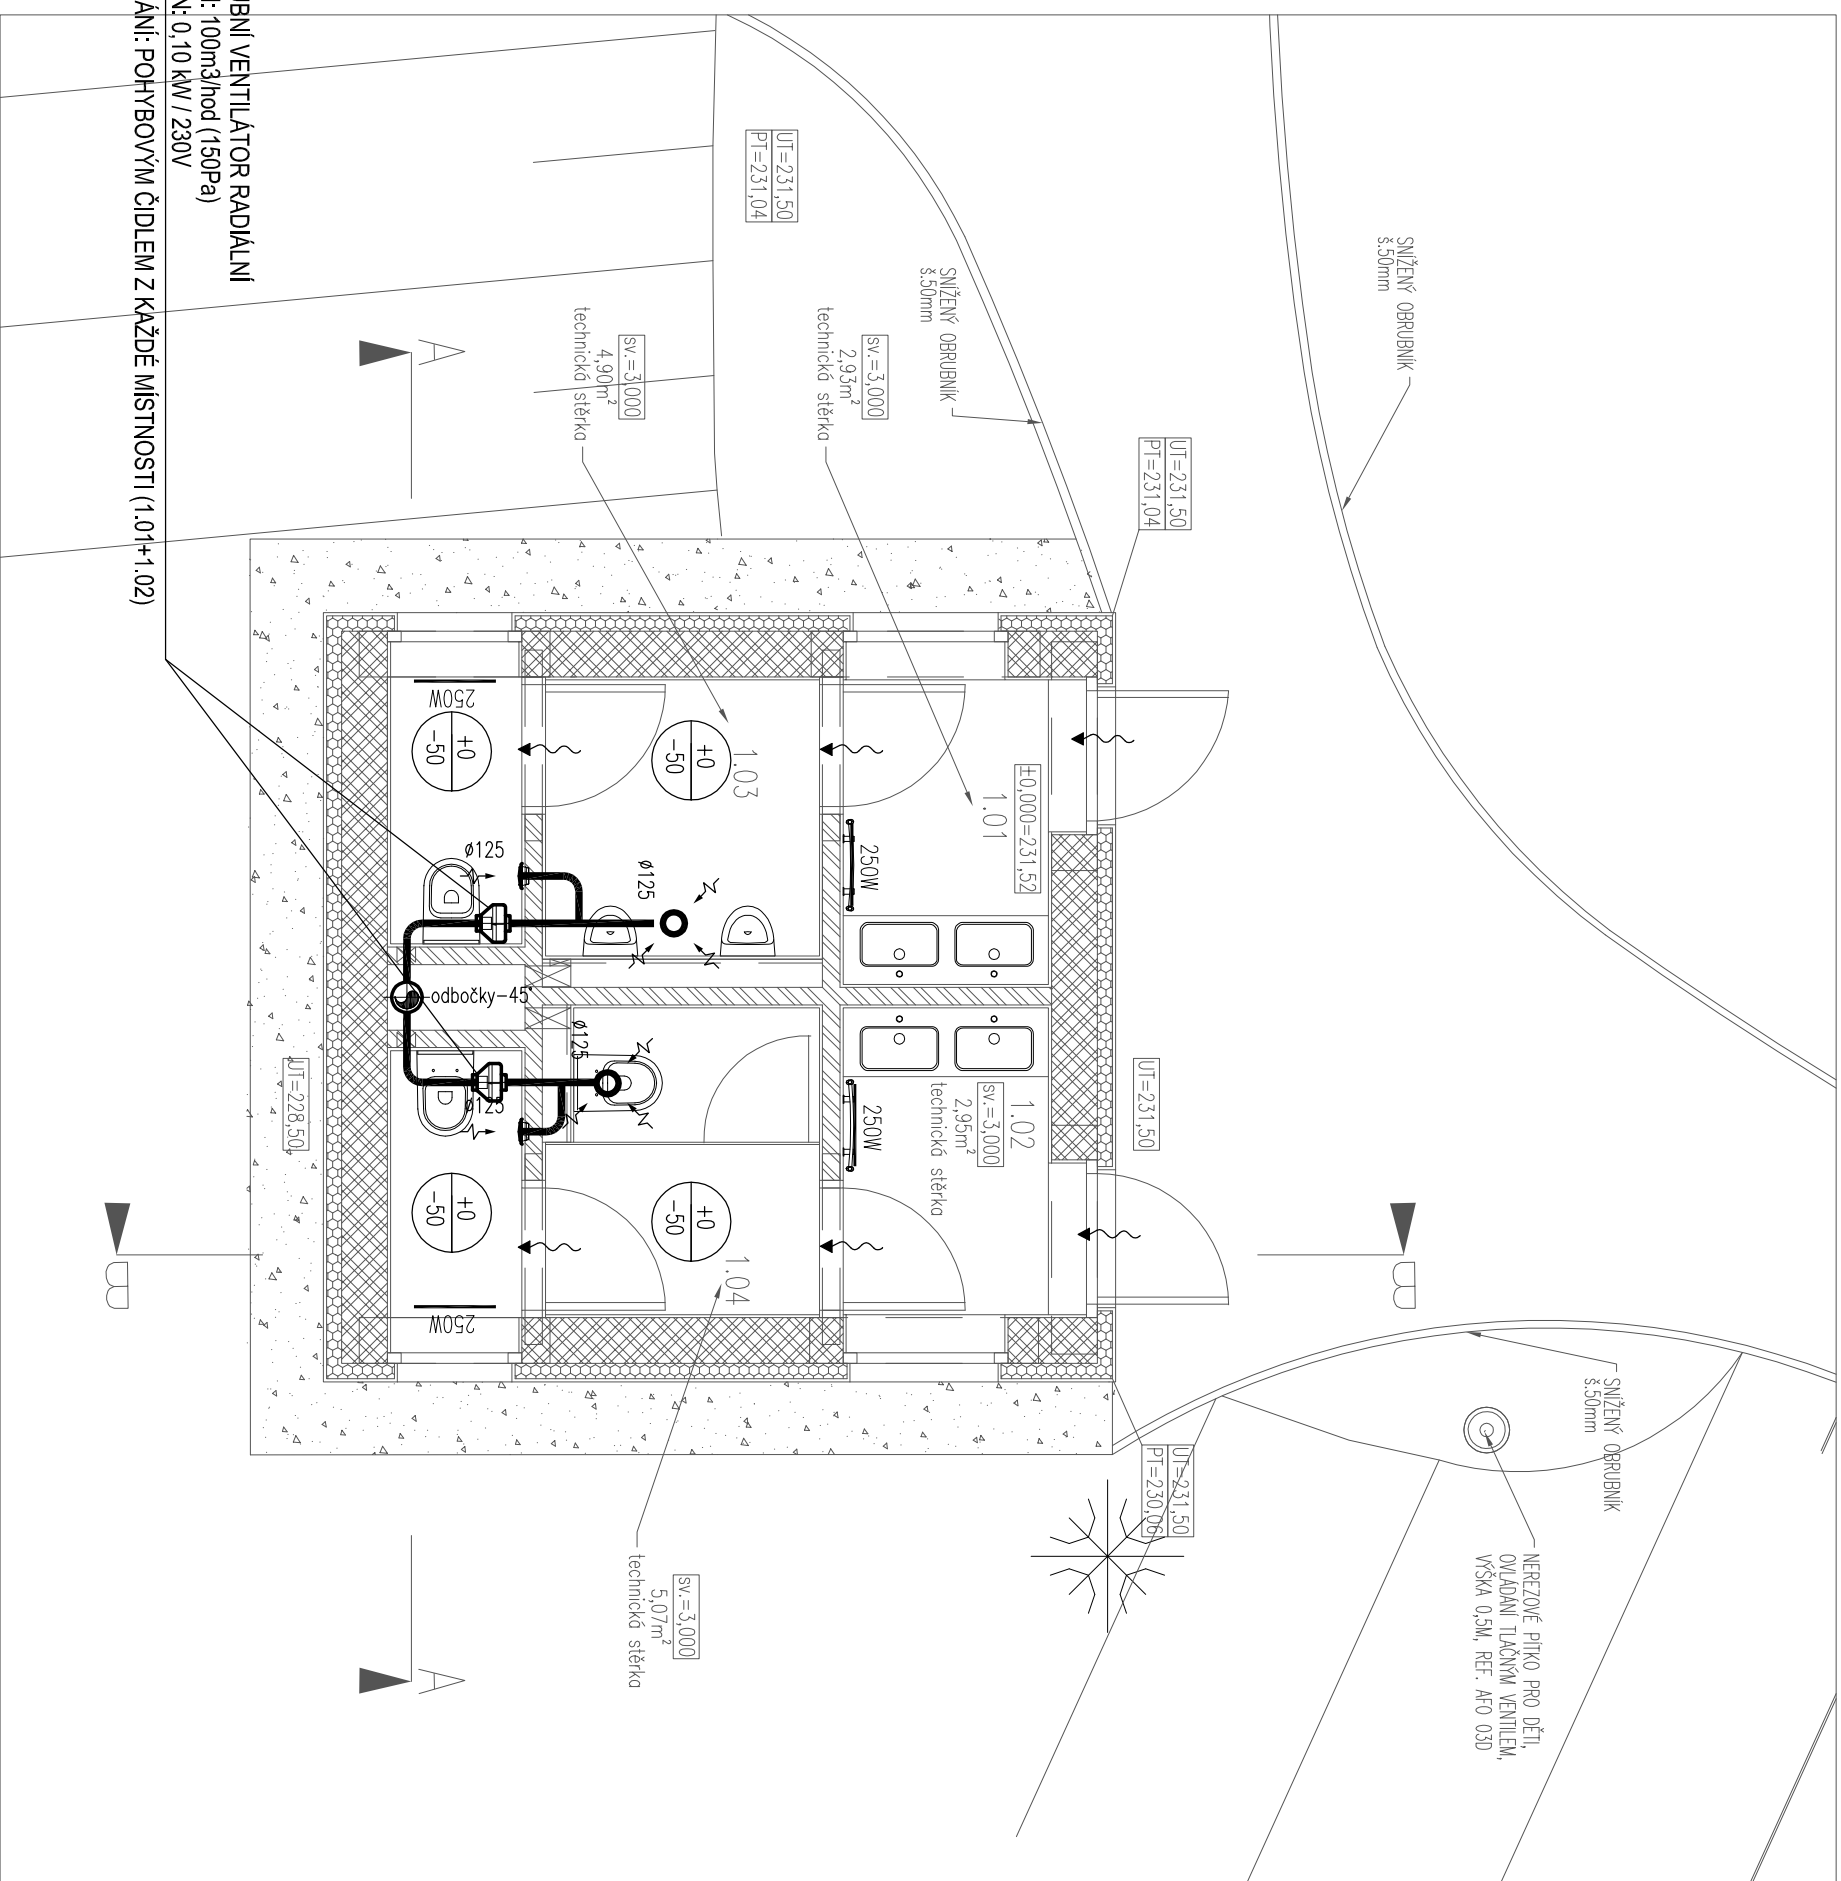 SNÍŽENÝ OBRUBNÍK
š.50mm
UT=231,50
PT=231,04
SNÍŽENÝ OBRUBNÍK
š.50mm
UT=231,50
PT=231,04
sv.=3,000
2,93m²
technická stěrka
sv.=3,000
4,90m²
technická stěrka
A
VENTILÁTOR RADIÁLNÍ
100m3/hod (150Pa)
0,10 kW / 230V
POHYBOVÝM ČIDLEM Z KAŽDÉ MÍSTNOSTI (1.01+1.02)
±0,000=231,52
1.01
250W
1.03
+0
-50
ø125
250W
+0
-50
ø125
odbočky-45°
UT=231,50
1.02
sv.=3,000
2,95m²
technická stěrka
250W
ø125
ø125
UT=228,50
1.04
+0
-50
+0
-50
250W
B
B
SNÍŽENÝ OBRUBNÍK
š.50mm
UT=231,50
PT=230,06
NEREZOVÉ PÍTKO PRO DĚTI,
OVLÁDÁNÍ TLAČNÝM VENTILEM,
VÝŠKA 0,5M, REF. AFO 03D
sv.=3,000
5,07m²
technická stěrka
A